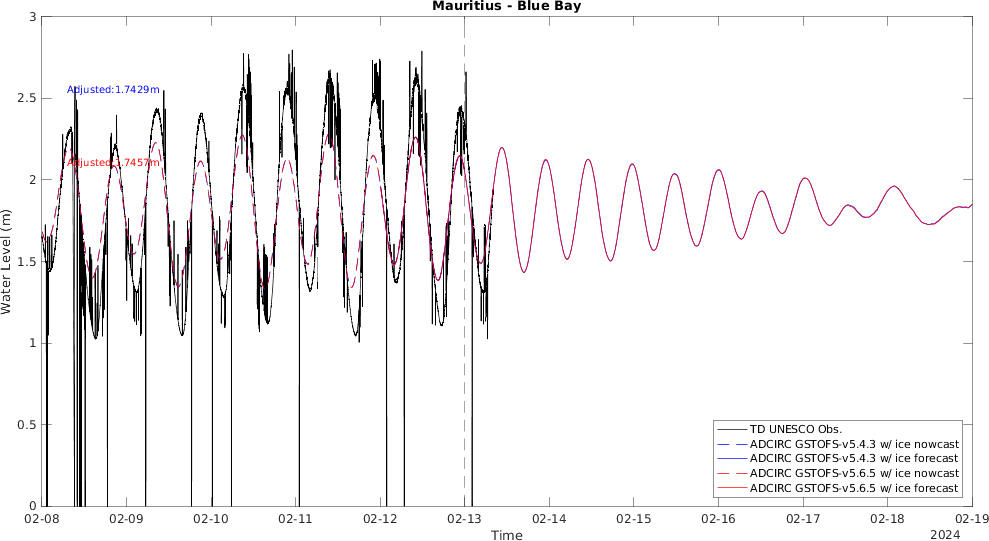 Mauritius - Blue Bay
3
2.5
2
1.5
1
0.5
0
Water Level (m)
Adjusted:1.7429m
Adjusted:1.7457m
TD UNESCO Obs.
ADCIRC GSTOFS-v5.4.3 w/ ice nowcast
ADCIRC GSTOFS-v5.4.3 w/ ice forecast
ADCIRC GSTOFS-v5.6.5 w/ ice nowcast
ADCIRC GSTOFS-v5.6.5 w/ ice forecast
02-08 02-09 02-10 02-11 02-12 02-13 02-14 02-15 02-16 02-17 02-18 02-19
Time
2024